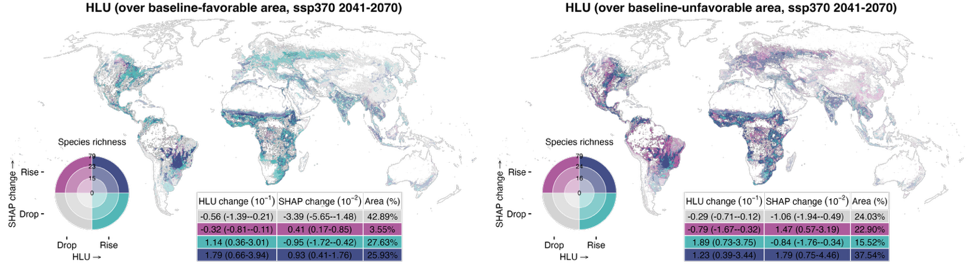 HLU (over baseline-favorable area, ssp370 2041-2070)
Species richness
SHAP change →
Rise
Drop
23
15
0
Drop
Rise
HLU →
HLU change (10⁻¹) SHAP change (10⁻²) Area (%)
-0.56 (-1.39--0.21) -3.39 (-5.65--1.48) 42.89%
-0.32 (-0.81--0.11) 0.41 (0.17-0.85) 3.55%
1.14 (0.36-3.01) -0.95 (-1.72--0.42) 27.63%
1.79 (0.66-3.94) 0.93 (0.41-1.76) 25.93%
HLU (over baseline-unfavorable area, ssp370 2041-2070)
Species richness
SHAP change →
Rise
Drop
23
15
0
Drop
Rise
HLU →
HLU change (10⁻¹) SHAP change (10⁻²) Area (%)
-0.29 (-0.71--0.12) -1.06 (-1.94--0.49) 24.03%
-0.79 (-1.67--0.32) 1.47 (0.57-3.19) 22.90%
1.89 (0.73-3.75) -0.84 (-1.76--0.34) 15.52%
1.23 (0.39-3.44) 1.79 (0.75-4.46) 37.54%